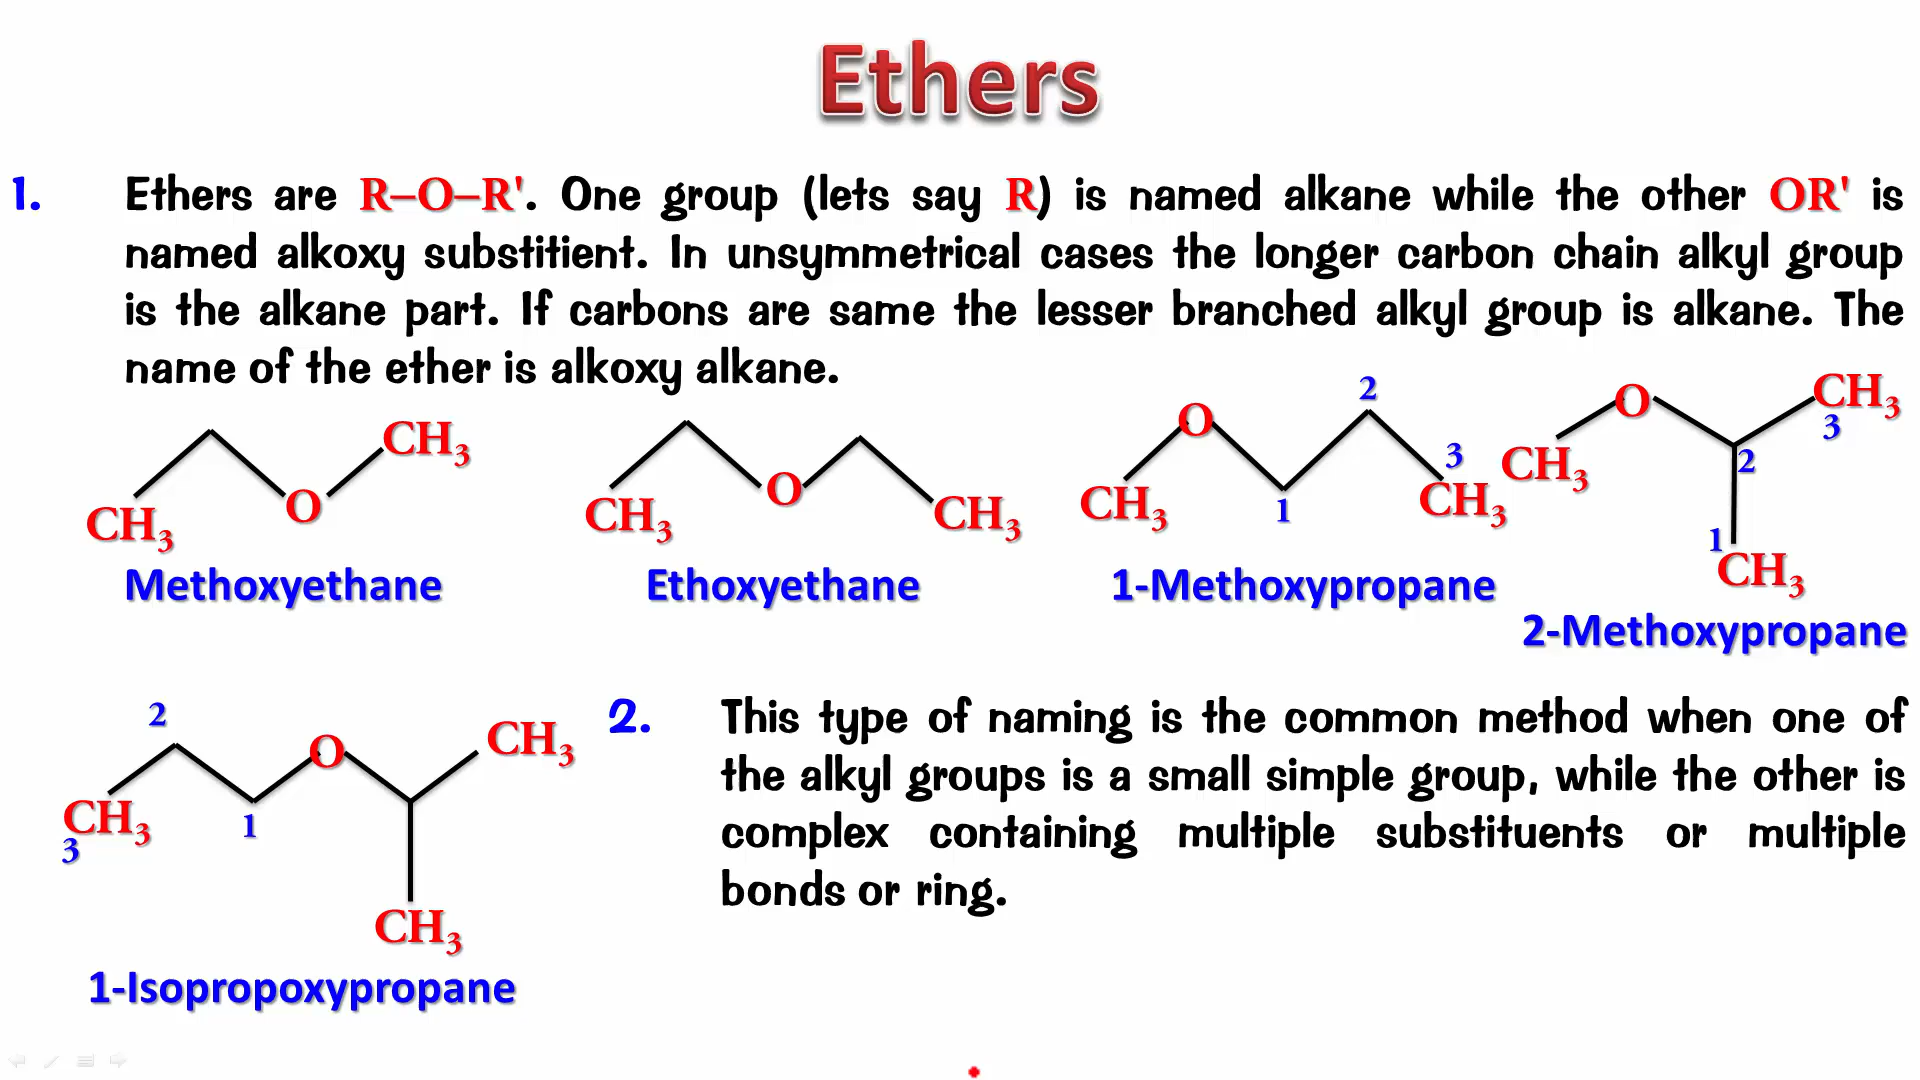 Ethers
1. Ethers are R–O–R'. One group (lets say R) is named alkane while the other OR' is
named alkoxy substitient. In unsymmetrical cases the longer carbon chain alkyl group
is the alkane part. If carbons are same the lesser branched alkyl group is alkane. The
name of the ether is alkoxy alkane.
CH3 O CH3
Methoxyethane
CH3 O CH3
Ethoxyethane
CH3 O 1 2 3 CH3
1-Methoxypropane
CH3 O 2 CH3 3
1 CH3
2-Methoxypropane
CH3 3 2 1 O CH3
CH3
1-Isopropoxypropane
2. This type of naming is the common method when one of
the alkyl groups is a small simple group, while the other is
complex containing multiple substituents or multiple
bonds or ring.